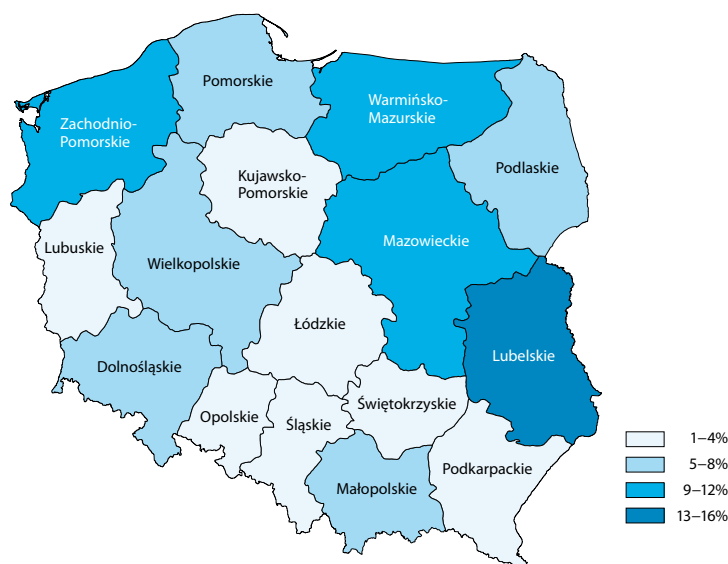 Pomorskie
Warmińsko-
Mazurskie
Zachodnio-
Pomorskie
Podlaskie
Kujawsko-
Pomorskie
Mazowieckie
Lubuskie
Wielkopolskie
Łódzkie
Lubelskie
Dolnośląskie
Opolskie
Śląskie
Świętokrzyskie
Podkarpackie
Małopolskie
1–4%
5–8%
9–12%
13–16%